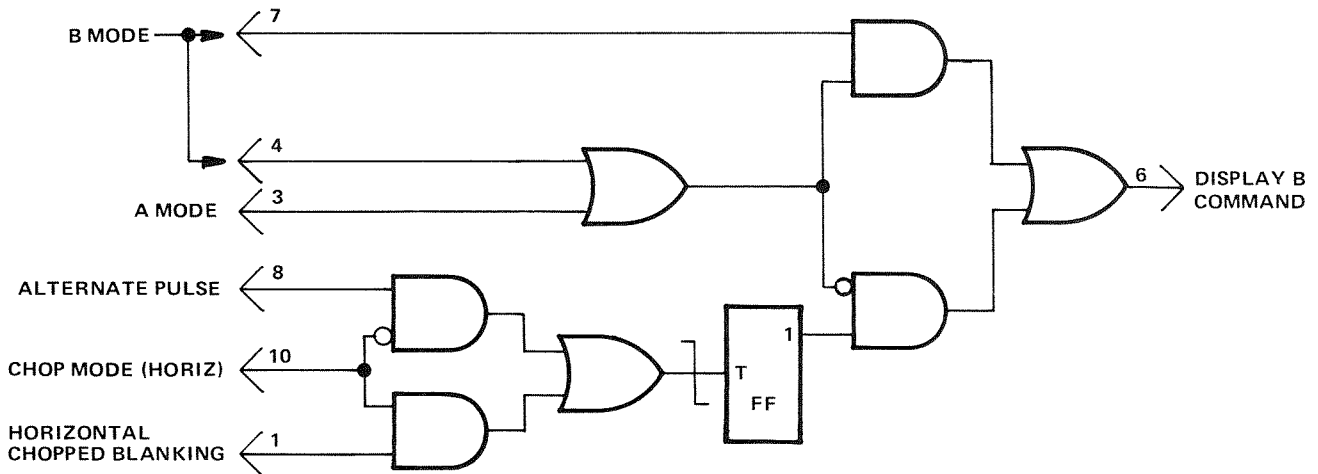 7
B MODE
4
3
A MODE
6
DISPLAY B
COMMAND
8
ALTERNATE PULSE
10
CHOP MODE (HORIZ)
1
T
FF
HORIZONTAL
CHOPPED BLANKING
1